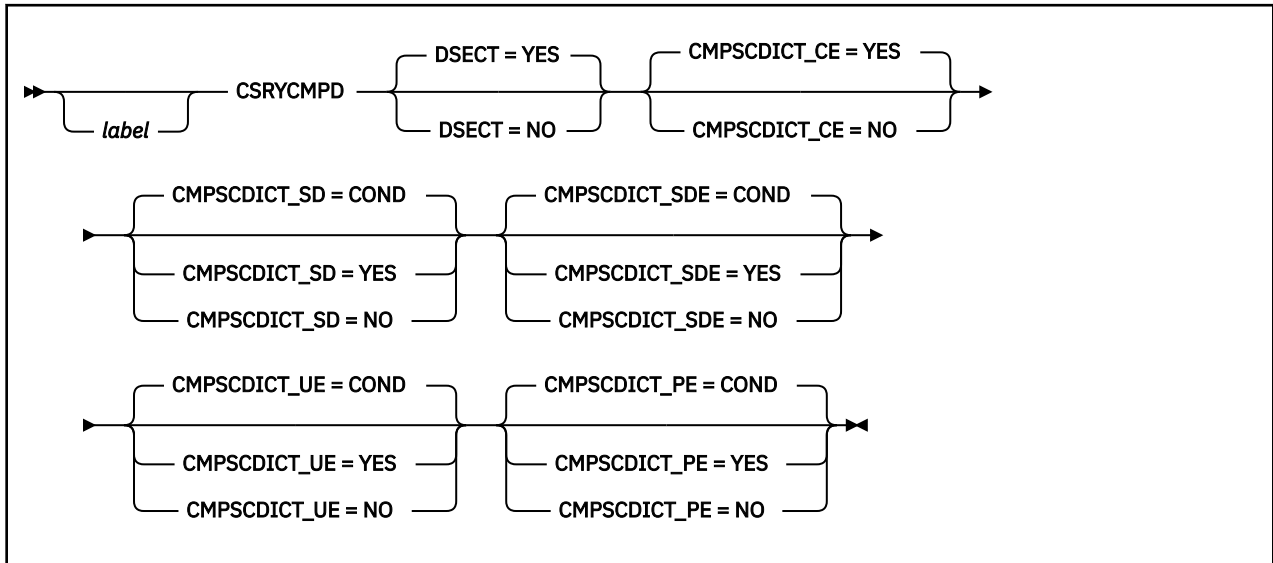 DSECT = YES CMPSCDICT_CE = YES
CSRYCMPD
label DSECT = NO CMPSCDICT_CE = NO
CMPSCDICT_SD = COND CMPSCDICT_SDE = COND
CMPSCDICT_SD = YES CMPSCDICT_SDE = YES
CMPSCDICT_SD = NO CMPSCDICT_SDE = NO
CMPSCDICT_UE = COND CMPSCDICT_PE = COND
CMPSCDICT_UE = YES CMPSCDICT_PE = YES
CMPSCDICT_UE = NO CMPSCDICT_PE = NO